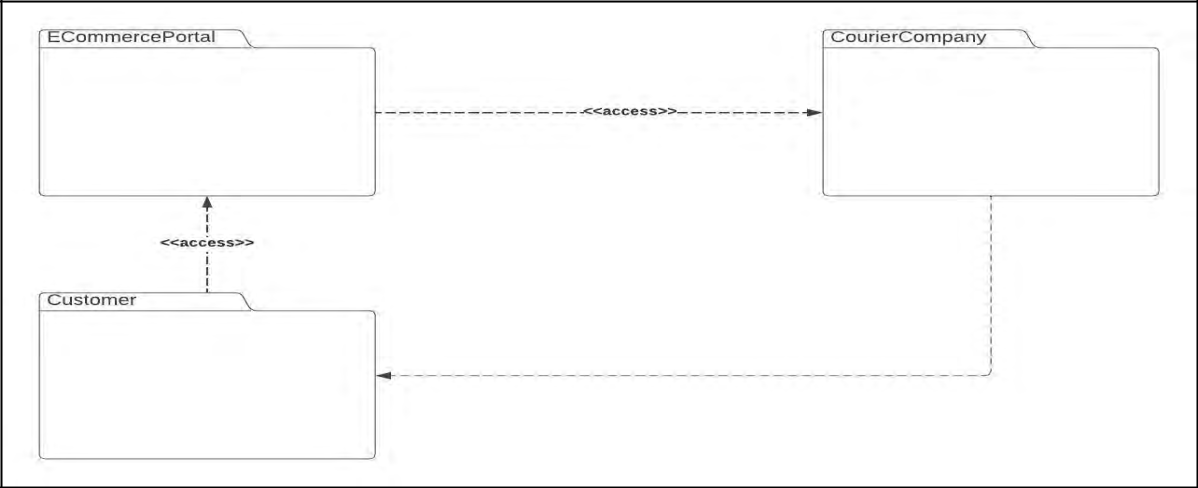 ECommercePortal
CourierCompany
<<access>>
<<access>>
Customer